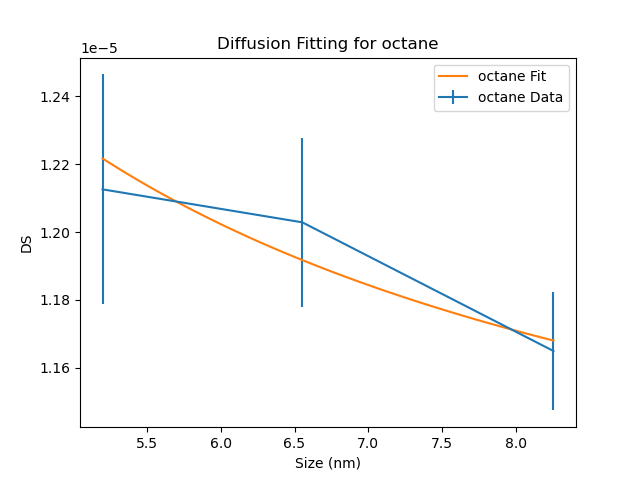 Diffusion Fitting for octane
1e−5
octane Fit
octane Data
1.24
1.22
1.20
1.18
1.16
DS
5.5 6.0 6.5 7.0 7.5 8.0
Size (nm)